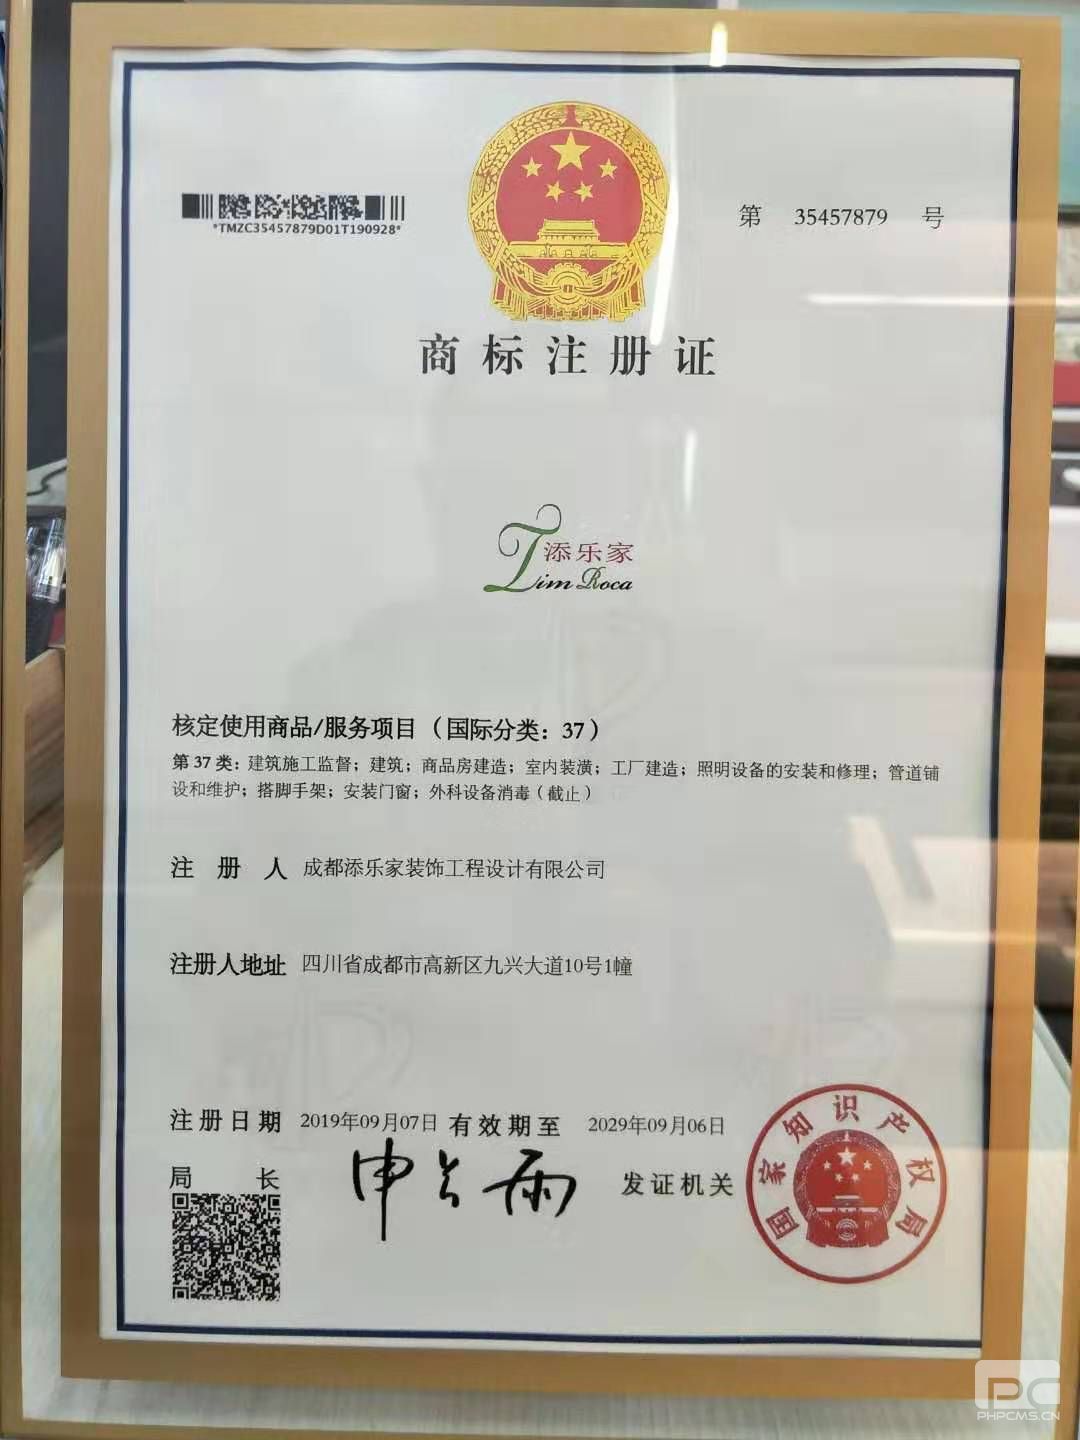 *TMZC35457879D01T190928*
第 35457879 号
商标注册证
添乐家
Tim Roca
核定使用商品/服务项目（国际分类：37）
第 37 类：建筑施工监督；建筑；商品房建造；室内装潢；工厂建造；照明设备的安装和修理；管道铺
设和维护；搭脚手架；安装门窗；外科设备消毒（截止）
注 册 人 成都添乐家装饰工程设计有限公司
注册人地址 四川省成都市高新区九兴大道10号1幢
注册日期 2019年09月07日 有效期至 2029年09月06日
局 长 申长雨 发证机关
国家知识产权局
PC
PHPCMS.CN